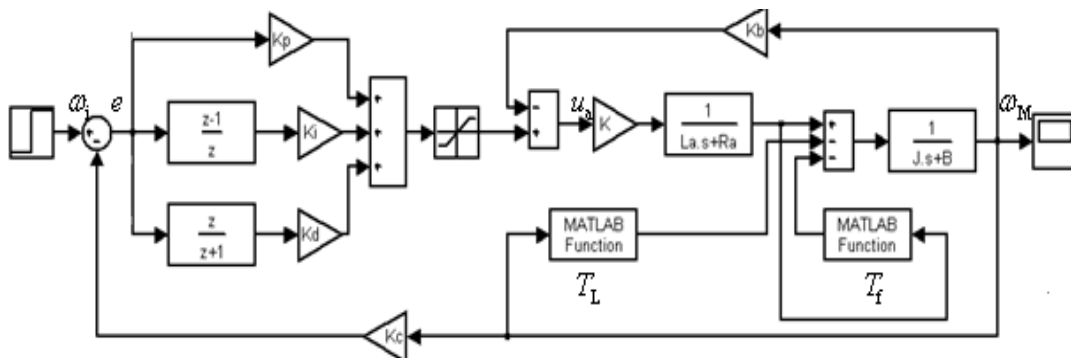 Kp
Kb
ωi
e
z-1
z
Ki
+
+
+
-
+
ua
K
1
La.s+Ra
+
-
-
1
J.s+B
ωM
+
-
z
z+1
Kd
MATLAB
Function
TL
MATLAB
Function
Tf
Kc